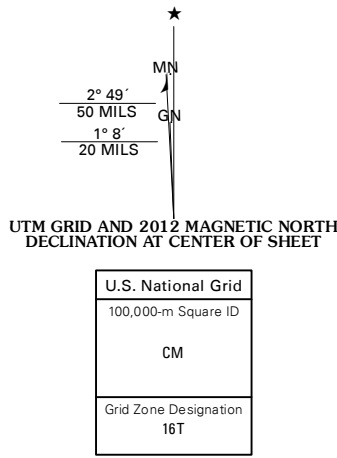 ★
MN
2° 49´
50 MILS
GN
1° 8´
20 MILS
UTM GRID AND 2012 MAGNETIC NORTH
DECLINATION AT CENTER OF SHEET
U.S. National Grid
100,000-m Square ID
CM
Grid Zone Designation
16T